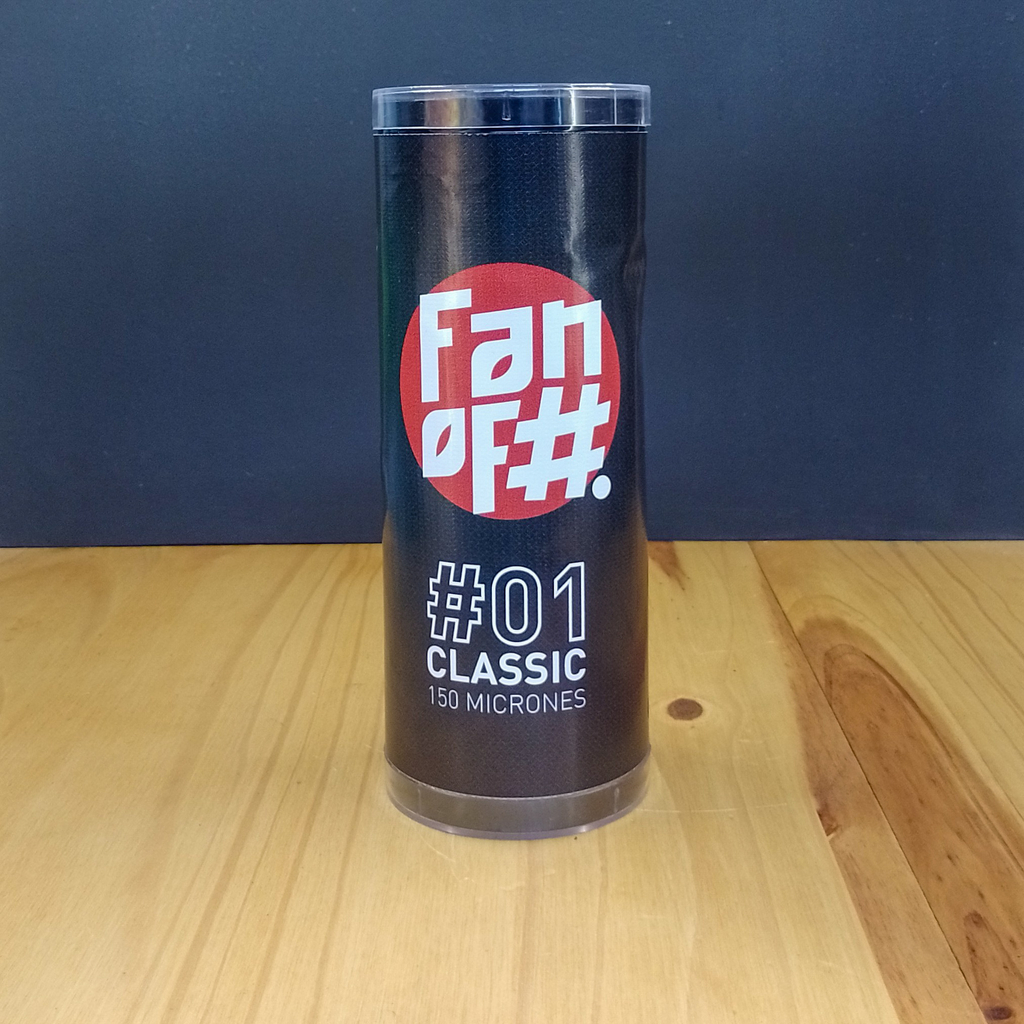 Fan
of #.
#01
CLASSIC
150 MICRONES